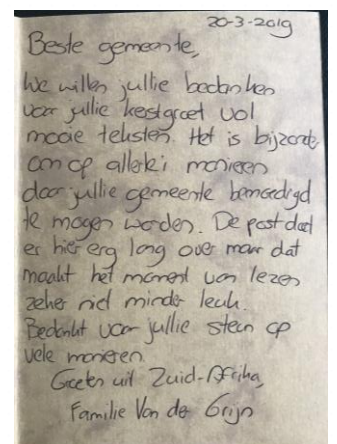 20-3-2019
Beste gemeente,
We willen jullie bedanken
voor jullie kerstgroet vol
mooie teksten. Het is bijzonder
om op allerlei manieren
door jullie gemeente bemoedigd
te mogen worden. De post doet
er hier erg lang over maar dat
maakt het moment van lezen
zeker niet minder leuk.
Bedankt voor jullie steun op
vele manieren.
Groeten uit Zuid-Afrika,
Familie Van der Grijn